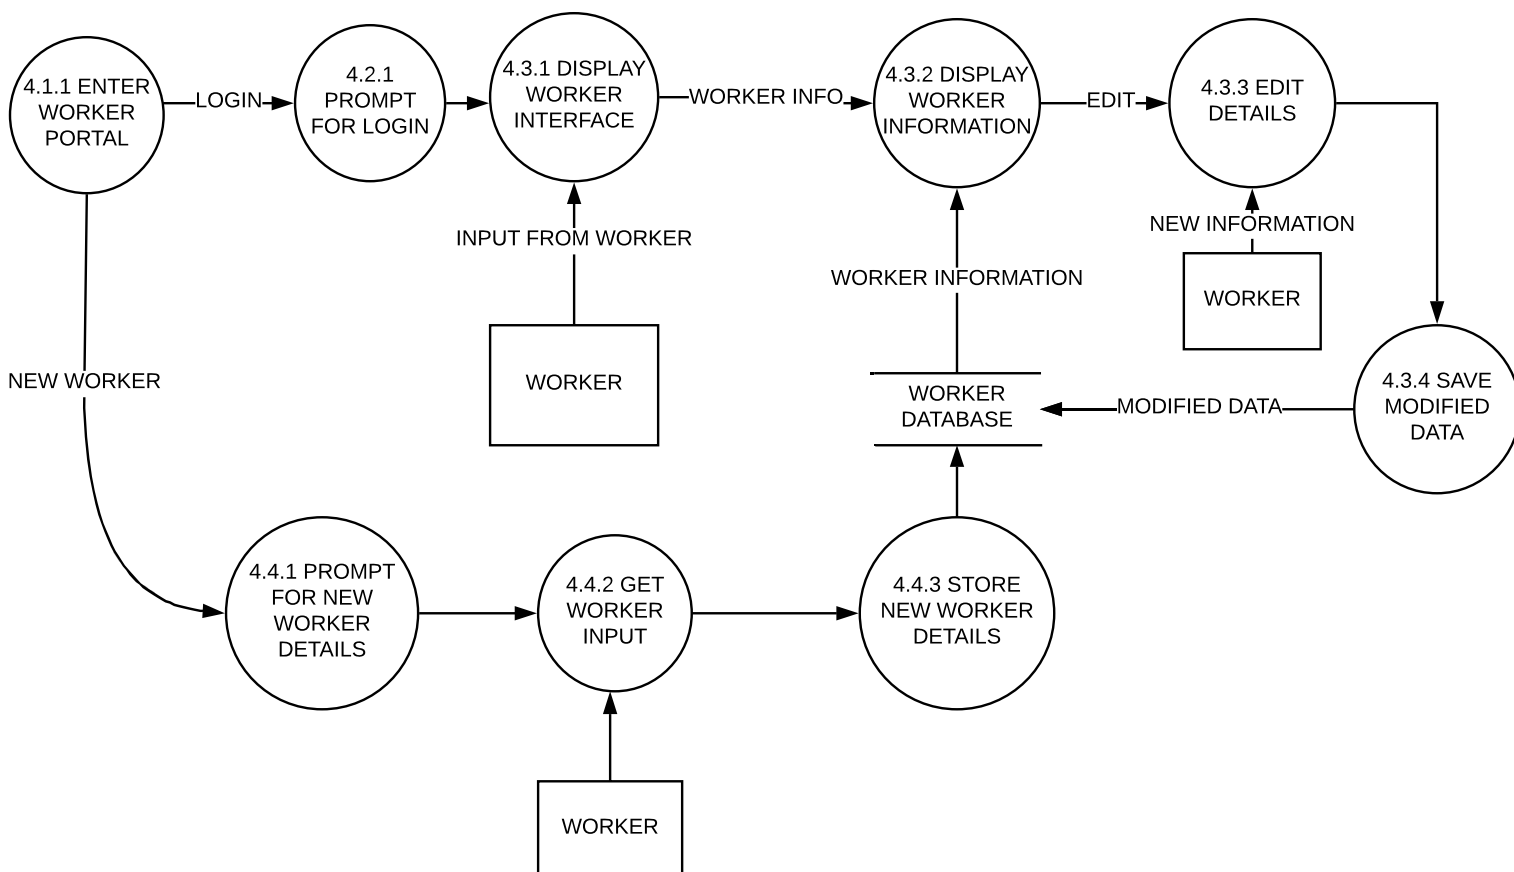 4.1.1 ENTER
WORKER
PORTAL
LOGIN
4.2.1
PROMPT
FOR LOGIN
4.3.1 DISPLAY
WORKER
INTERFACE
WORKER INFO
4.3.2 DISPLAY
WORKER
INFORMATION
EDIT
4.3.3 EDIT
DETAILS
INPUT FROM WORKER
NEW INFORMATION
WORKER INFORMATION
WORKER
NEW WORKER
WORKER
WORKER
DATABASE
MODIFIED DATA
4.3.4 SAVE
MODIFIED
DATA
4.4.1 PROMPT
FOR NEW
WORKER
DETAILS
4.4.2 GET
WORKER
INPUT
4.4.3 STORE
NEW WORKER
DETAILS
WORKER